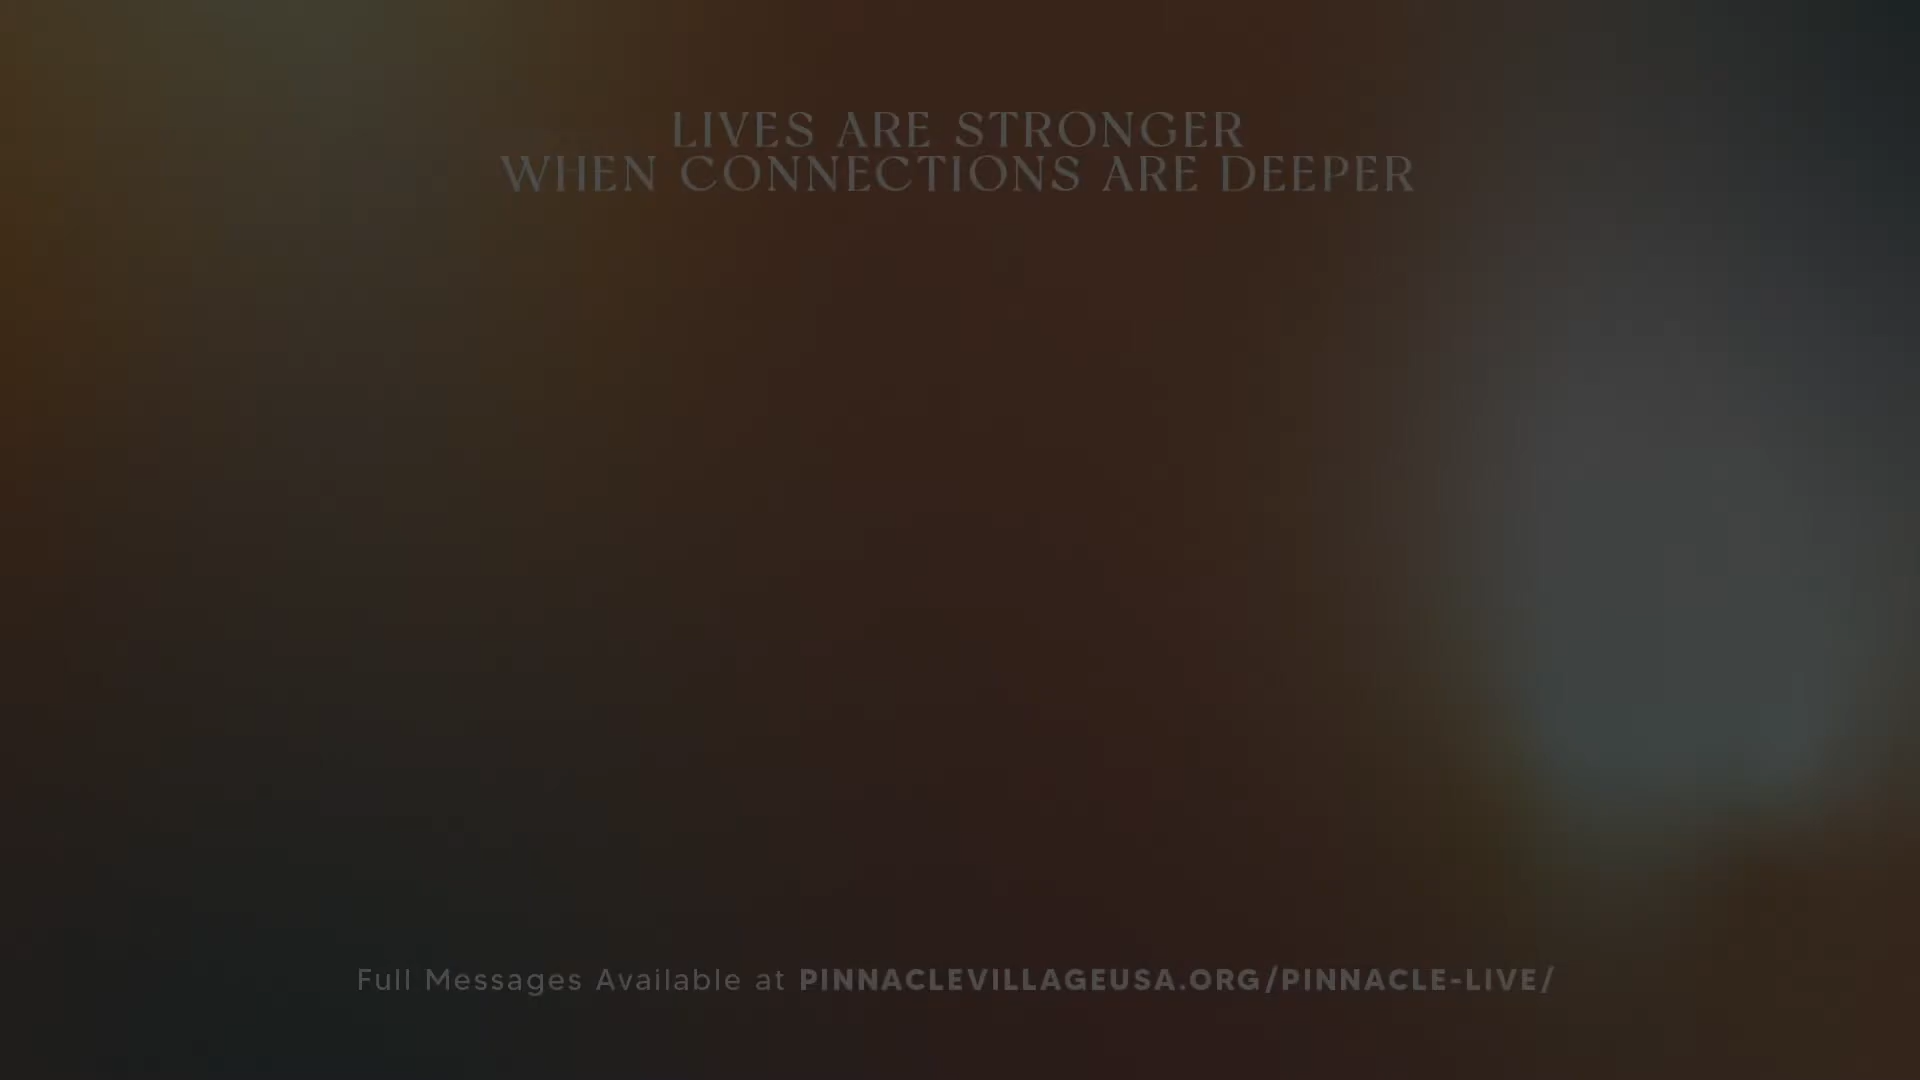 LIVES ARE STRONGER
WHEN CONNECTIONS ARE DEEPER
Full Messages Available at PINNACLEVILLAGEUSA.ORG/PINNACLE-LIVE/